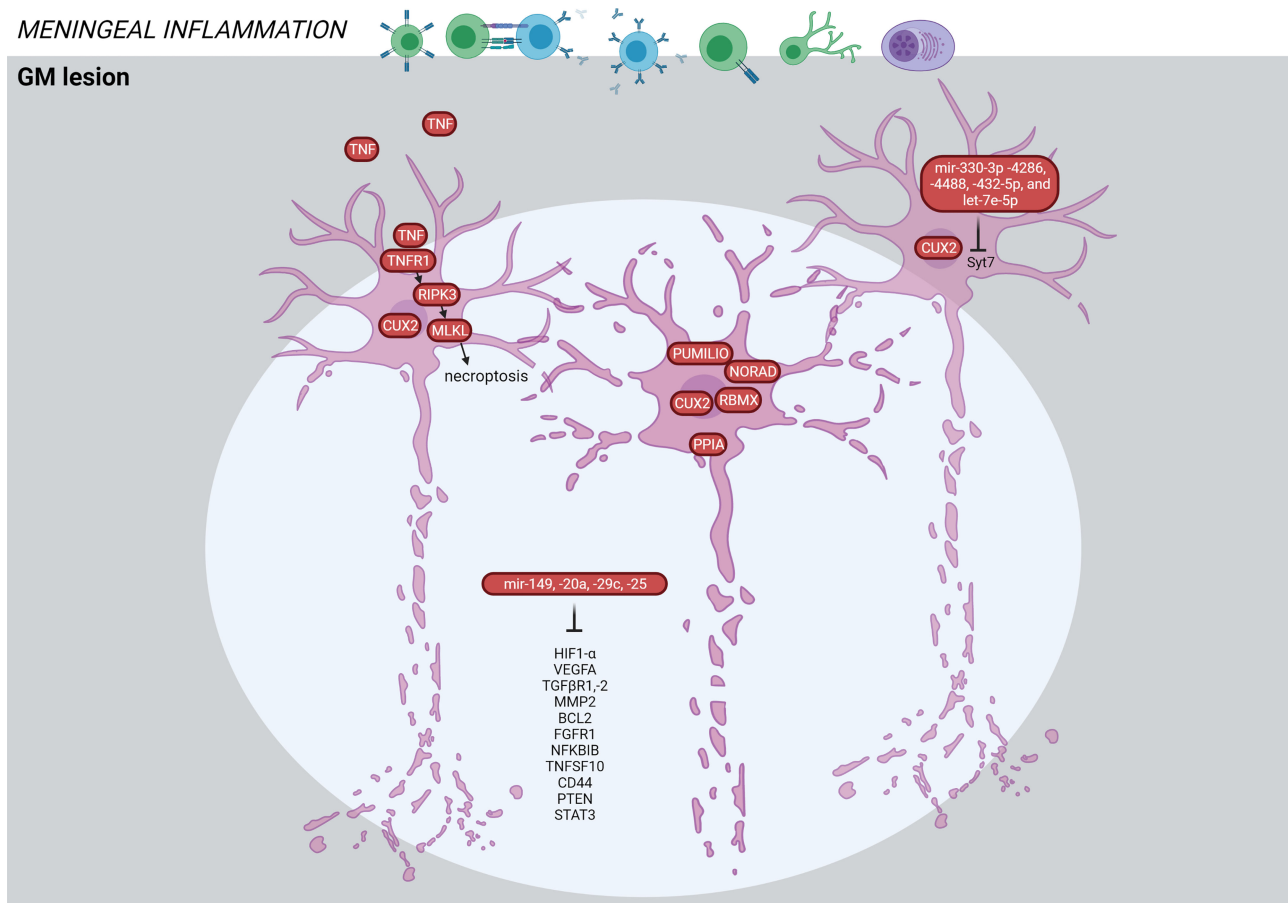 MENINGEAL INFLAMMATION
GM lesion
TNF
TNF
TNF
TNFR1
RIPK3
CUX2
MLKL
necroptosis
mir-330-3p -4286,
-4488, -432-5p, and
let-7e-5p
CUX2
Syt7
PUMILIO
NORAD
CUX2
RBMX
PPIA
mir-149, -20a, -29c, -25
HIF1-α
VEGFA
TGFβR1,-2
MMP2
BCL2
FGFR1
NFKBIB
TNFSF10
CD44
PTEN
STAT3